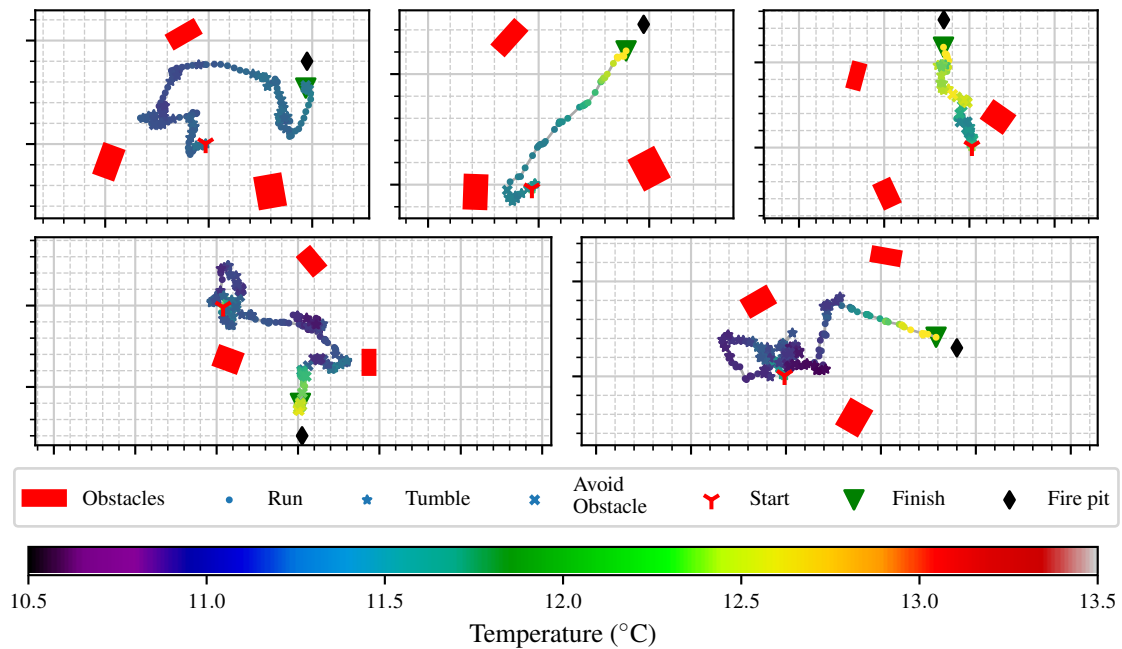 Obstacles
Run
Tumble
Avoid
Obstacle
Start
Finish
Fire pit
10.5 11.0 11.5 12.0 12.5 13.0 13.5
Temperature (°C)